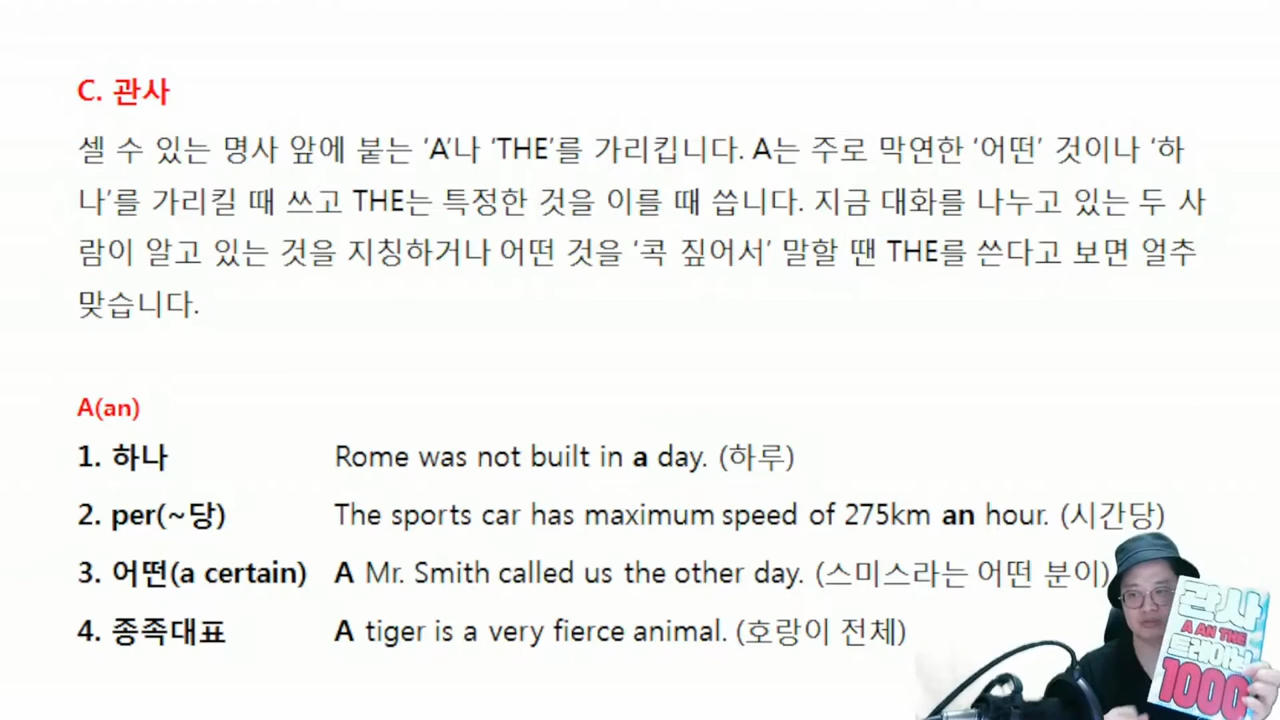 C. 관사
셀 수 있는 명사 앞에 붙는 ‘A’나 ‘THE’를 가리킵니다. A는 주로 막연한 ‘어떤’ 것이나 ‘하
나’를 가리킬 때 쓰고 THE는 특정한 것을 이를 때 씁니다. 지금 대화를 나누고 있는 두 사
람이 알고 있는 것을 지칭하거나 어떤 것을 ‘콕 짚어서’ 말할 땐 THE를 쓴다고 보면 얼추
맞습니다.
A(an)
1. 하나 Rome was not built in a day. (하루)
2. per(~당) The sports car has maximum speed of 275km an hour. (시간당)
3. 어떤(a certain) A Mr. Smith called us the other day. (스미스라는 어떤 분이)
4. 종족대표 A tiger is a very fierce animal. (호랑이 전체)
관사
A AN THE
트레이닝
1000